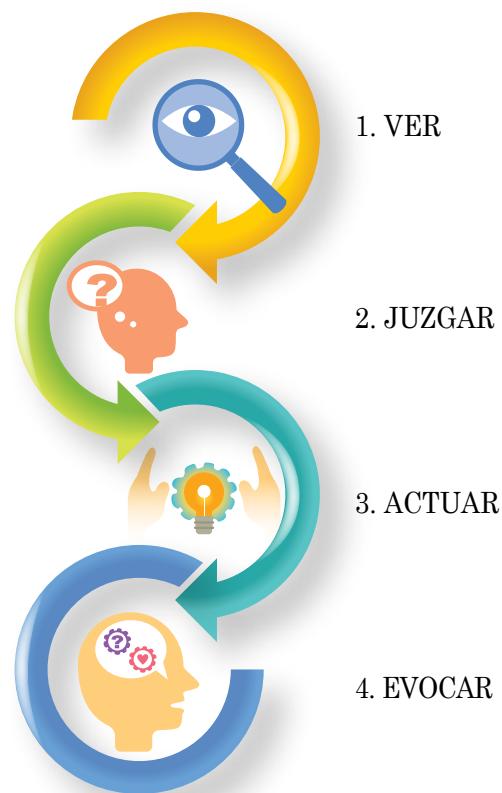 1. VER
?
2. JUZGAR
3. ACTUAR
?
4. EVOCAR